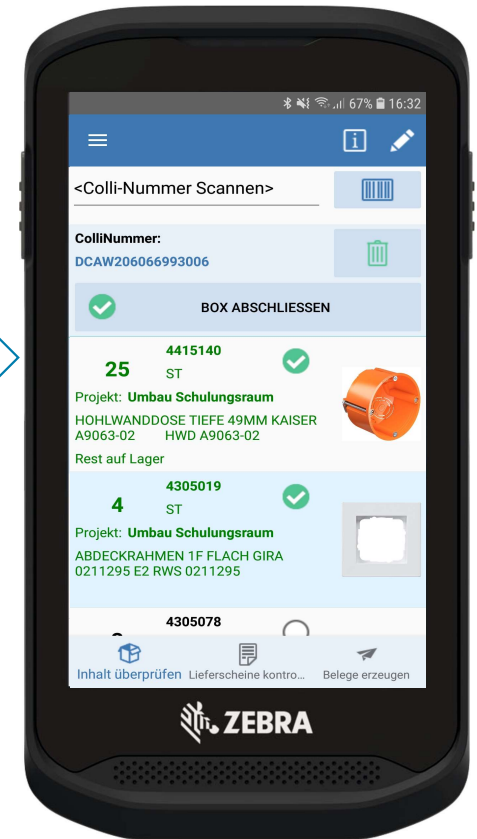 67% 16:32
i
<Colli-Nummer Scannen>
ColliNummer:
DCAW206066993006
BOX ABSCHLIESSEN
4415140
25 ST
Projekt: Umbau Schulungsraum
HOHLWANDDOSE TIEFE 49MM KAISER
A9063-02 HWD A9063-02
Rest auf Lager
4305019
4 ST
Projekt: Umbau Schulungsraum
ABDECKRAHMEN 1F FLACH GIRA
0211295 E2 RWS 0211295
4305078
Inhalt überprüfen Lieferscheine kontro... Belege erzeugen
ZEBRA